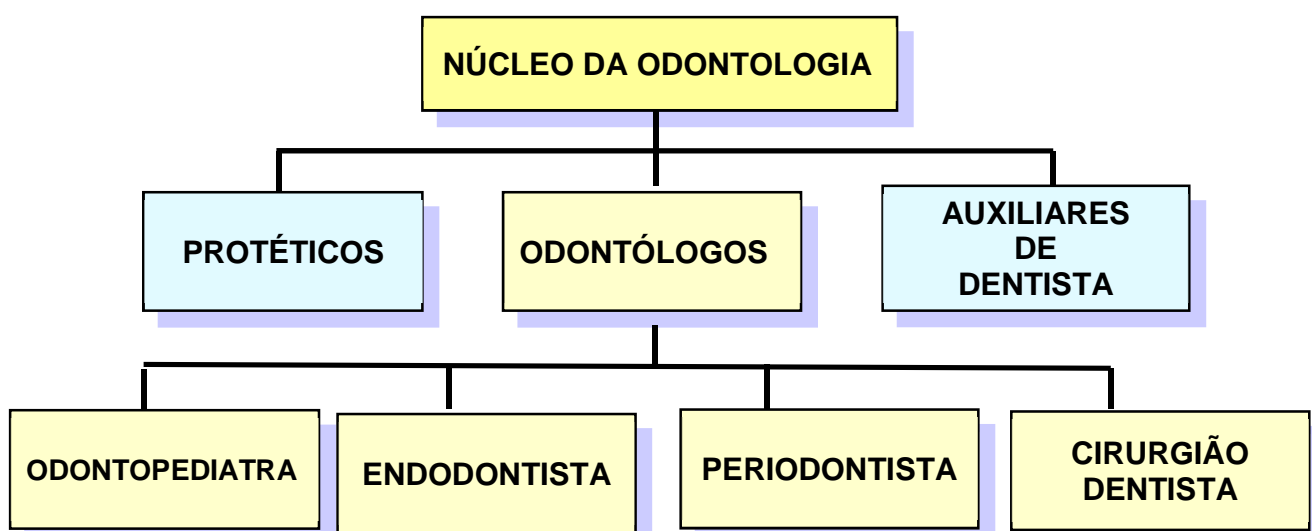 NÚCLEO DA ODONTOLOGIA
PROTÉTICOS
ODONTÓLOGOS
AUXILIARES
DE
DENTISTA
ODONTOPEDIATRA
ENDODONTISTA
PERIODONTISTA
CIRURGIÃO
DENTISTA